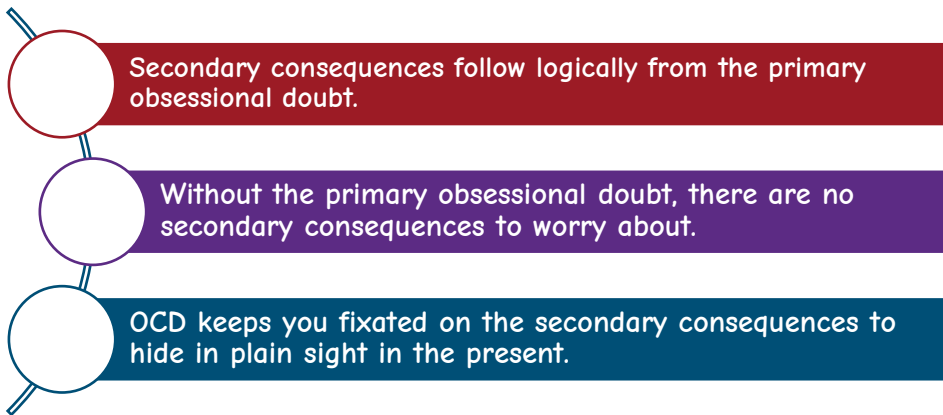 Secondary consequences follow logically from the primary
obsessional doubt.
Without the primary obsessional doubt, there are no
secondary consequences to worry about.
OCD keeps you fixated on the secondary consequences to
hide in plain sight in the present.